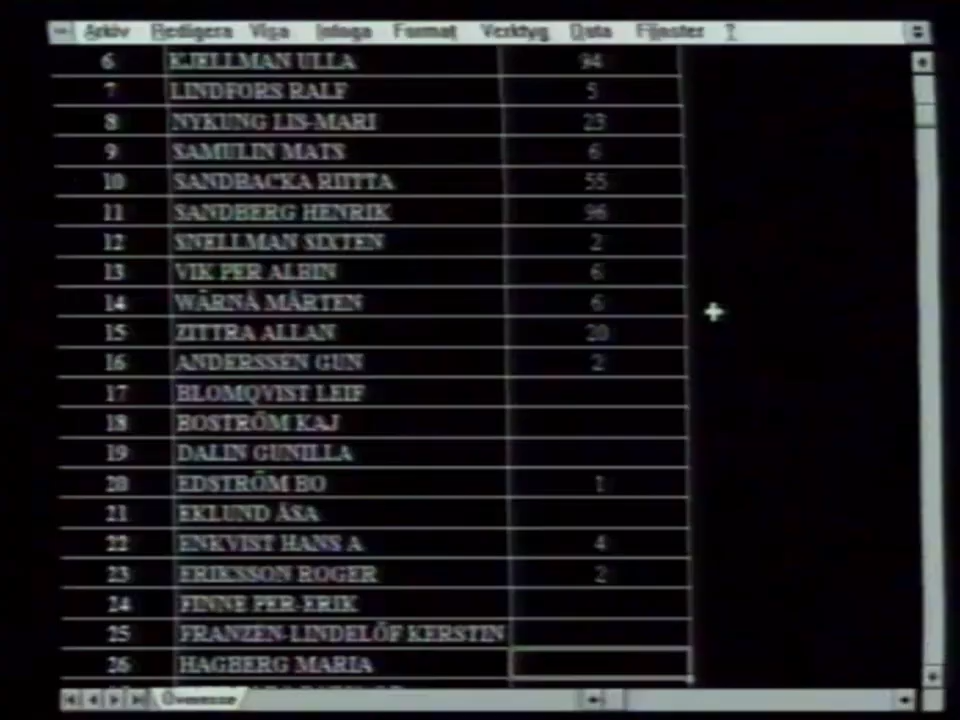 Arkiv Redigera Visa Infoga Format Verktyg Data Fönster ?
6 KJELLMAN ULLA 94
7 LINDFORS RALF 5
8 NYKUNG LIS-MARI 23
9 SAMULIN MATS 6
10 SANDBACKA RIITTA 55
11 SANDBERG HENRIK 96
12 SNELLMAN SIXTEN 2
13 VIK PER ALBIN 6
14 WÄRNÅ MÅRTEN 6
15 ZITTRA ALLAN 20
16 ANDERSSEN GUN 2
17 BLOMQVIST LEIF
18 BOSTRÖM KAJ
19 DALIN GUNILLA
20 EDSTRÖM BO 1
21 EKLUND ÅSA
22 ENKVIST HANS A 4
23 ERIKSSON ROGER 2
24 FINNE PER-ERIK
25 FRANZEN-LINDELÖF KERSTIN
26 HAGBERG MARIA